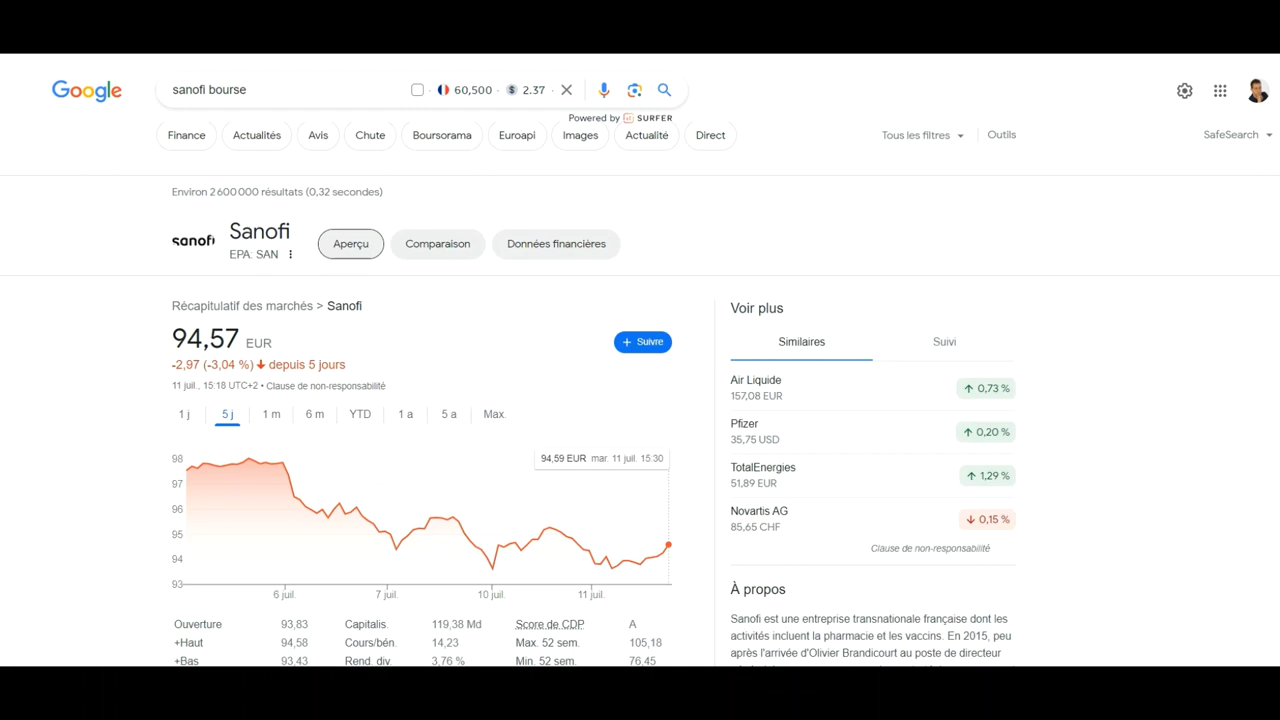 Google
sanofi bourse
60,500 · 2.37 ·
Powered by SURFER
Finance
Actualités
Avis
Chute
Boursorama
Euroapi
Images
Actualité
Direct
Tous les filtres
Outils
SafeSearch
Environ 2 600 000 résultats (0,32 secondes)
sanofi
Sanofi
EPA: SAN
Aperçu
Comparaison
Données financières
Récapitulatif des marchés > Sanofi
94,57 EUR
-2,97 (-3,04 %) depuis 5 jours
11 juil., 15:18 UTC+2 • Clause de non-responsabilité
+ Suivre
1 j
5 j
1 m
6 m
YTD
1 a
5 a
Max.
94,59 EUR mar. 11 juil. 15:30
98
97
96
95
94
93
6 juil.
7 juil.
10 juil.
11 juil.
Ouverture 93,83 Capitalis. 119,38 Md Score de CDP A
+Haut 94,58 Cours/bén. 14,23 Max. 52 sem. 105,18
+Bas 93,43 Rend. div. 3,76 % Min. 52 sem. 76,45
Voir plus
Similaires
Suivi
Air Liquide
157,08 EUR
0,73 %
Pfizer
35,75 USD
0,20 %
TotalEnergies
51,89 EUR
1,29 %
Novartis AG
85,65 CHF
0,15 %
Clause de non-responsabilité
À propos
Sanofi est une entreprise transnationale française dont les
activités incluent la pharmacie et les vaccins. En 2015, peu
après l'arrivée d'Olivier Brandicourt au poste de directeur